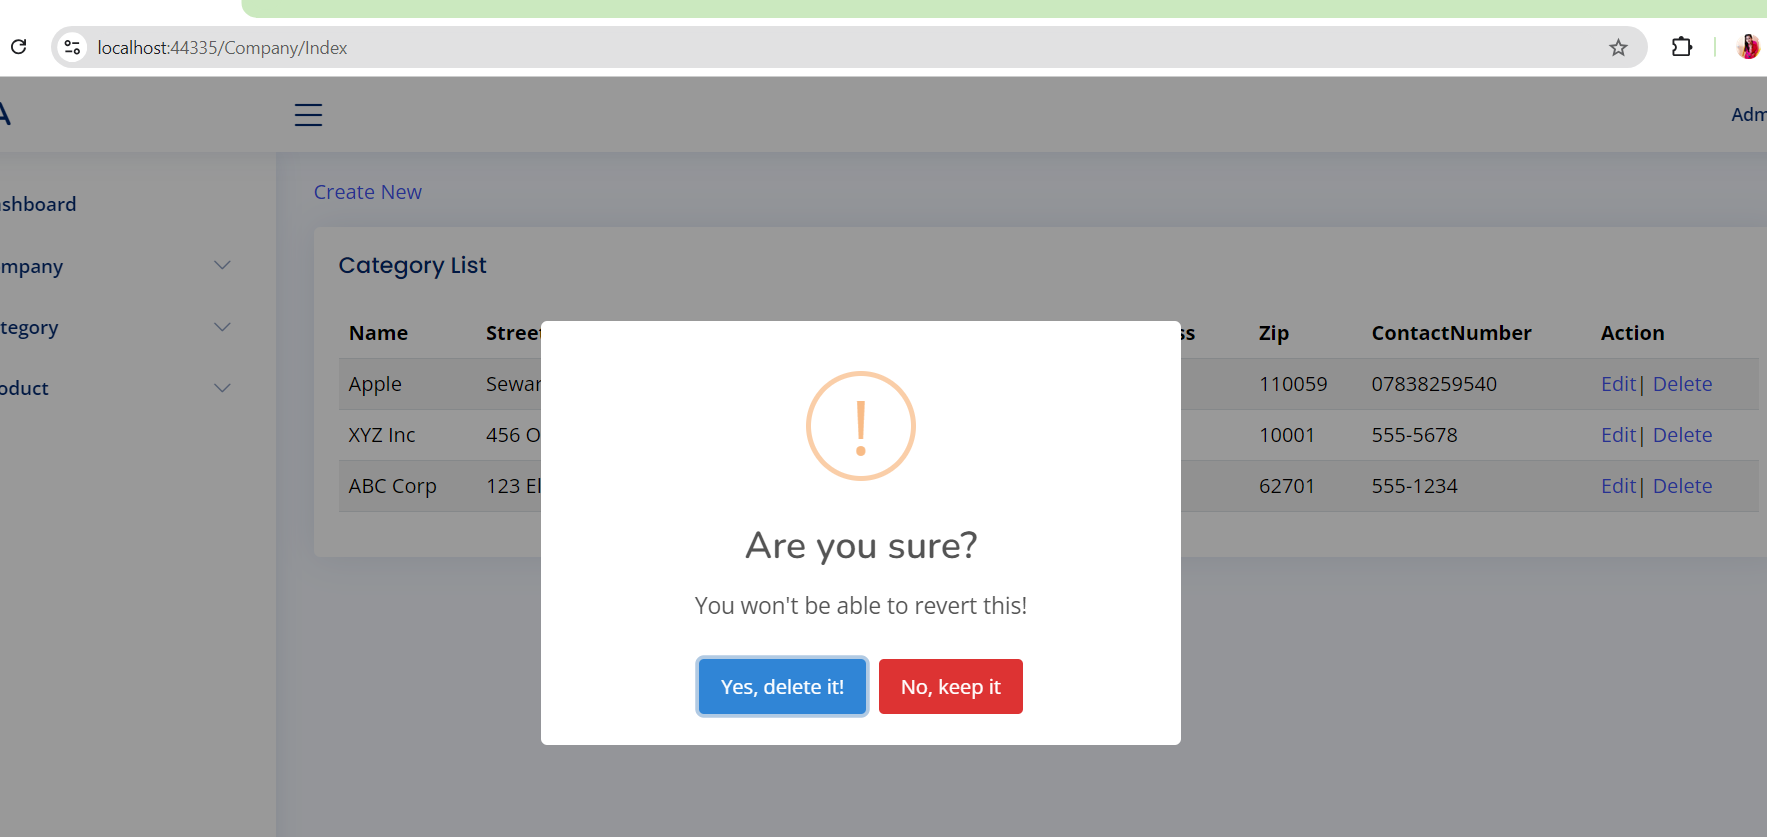 localhost:44335/Company/Index
Adm
Create New
shboard
mpany
tegory
oduct
Category List
Name Street ss Zip ContactNumber Action
Apple Sewar 110059 07838259540 Edit| Delete
XYZ Inc 456 O 10001 555-5678 Edit| Delete
ABC Corp 123 El 62701 555-1234 Edit| Delete
!
Are you sure?
You won't be able to revert this!
Yes, delete it! No, keep it